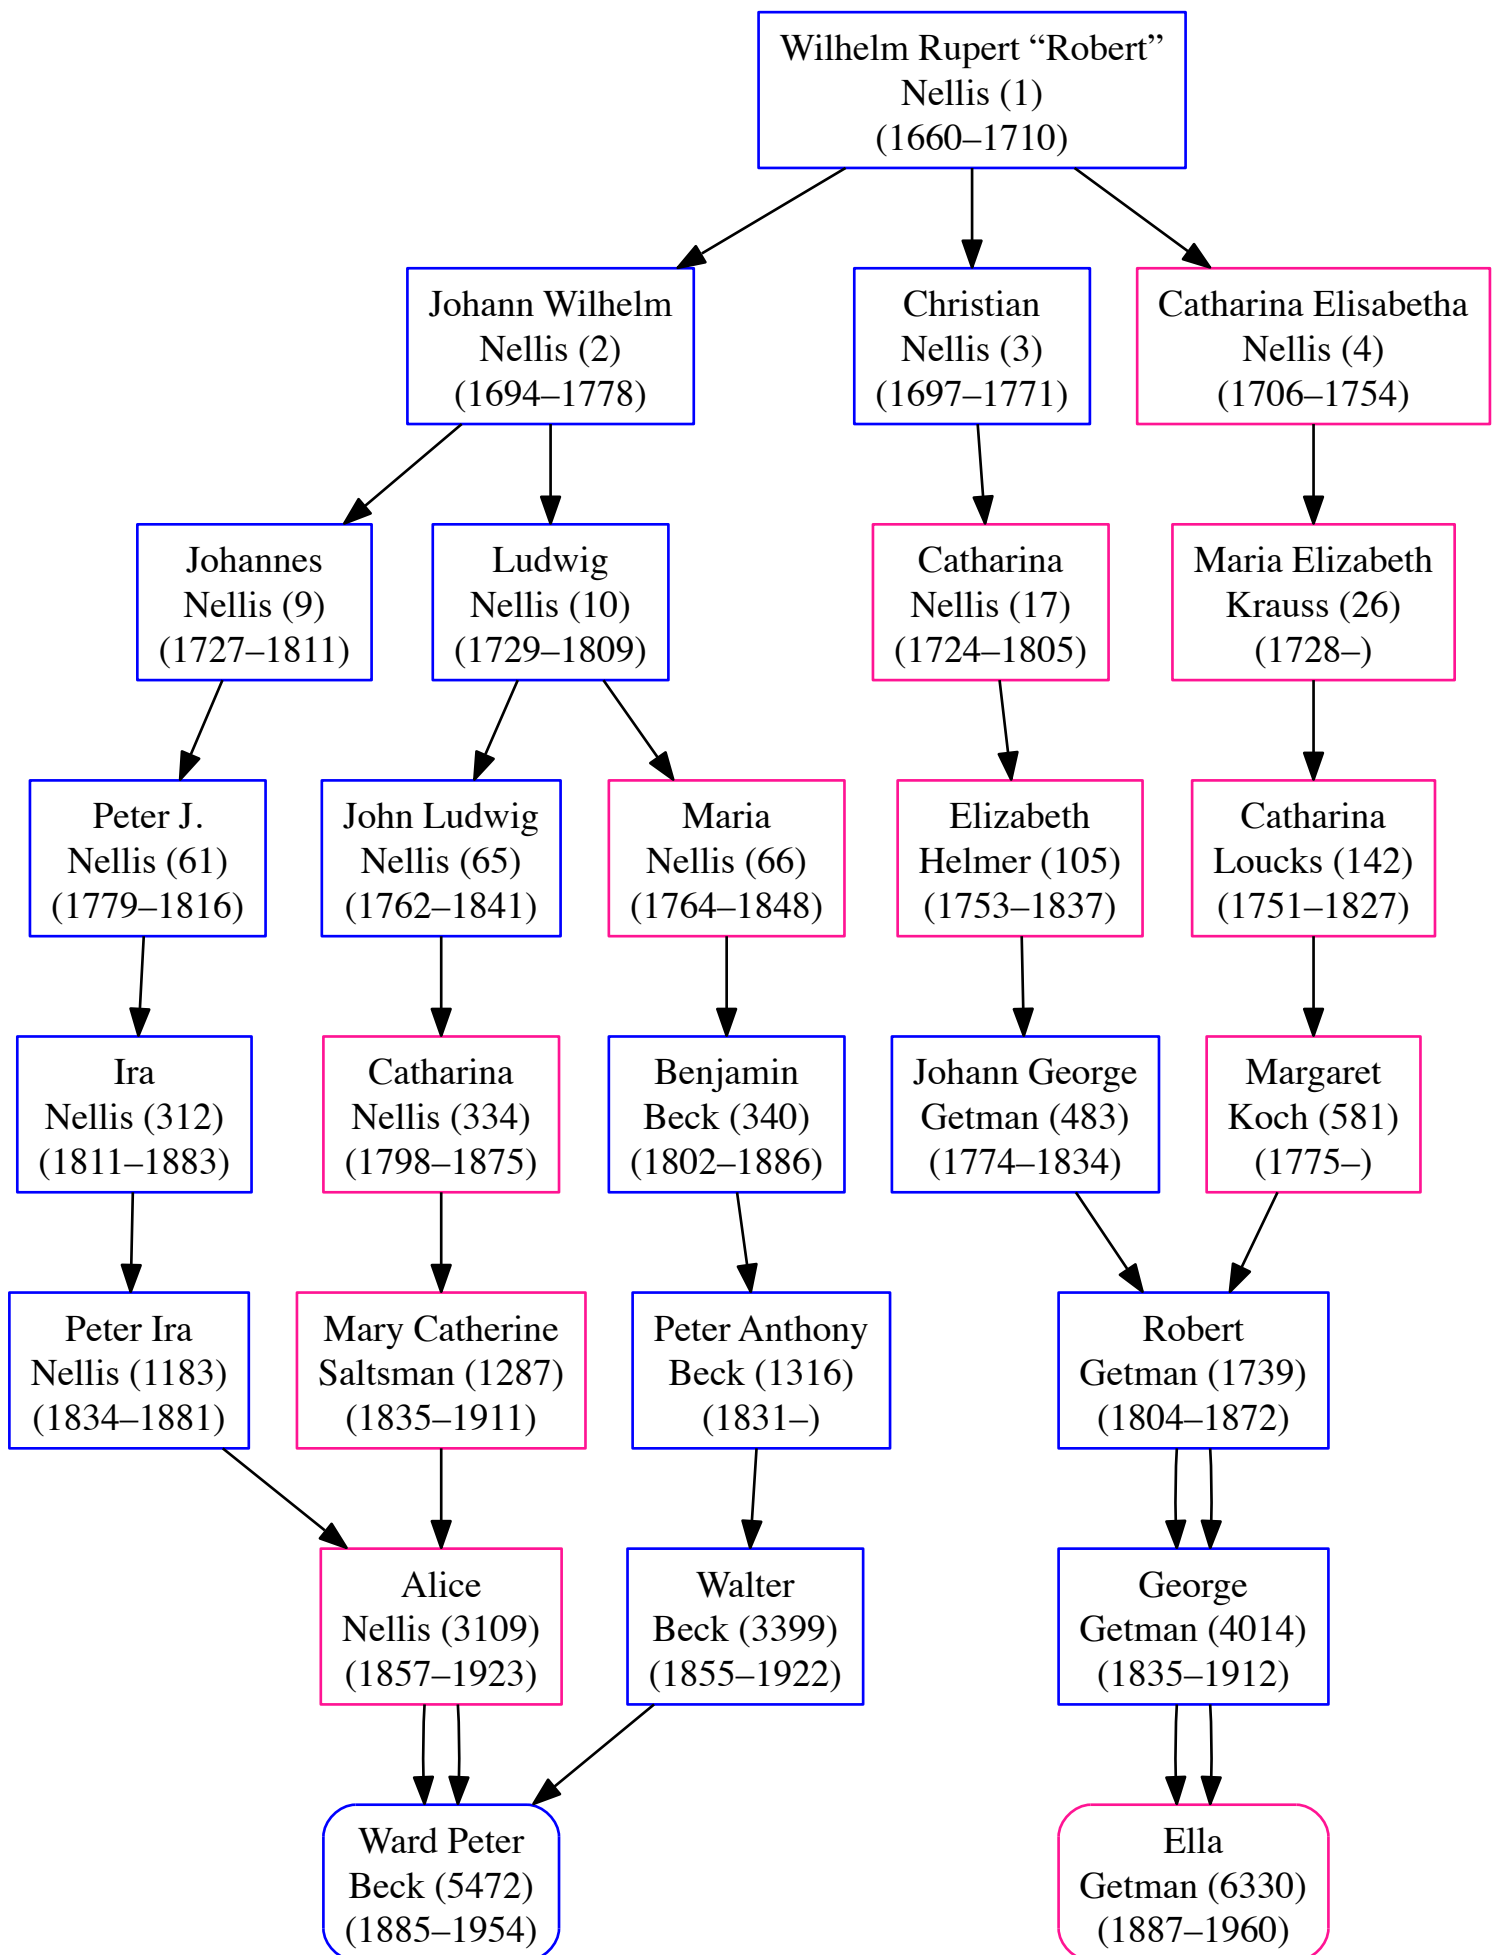 Wilhelm Rupert “Robert”
Nellis (1)
(1660–1710)
Johann Wilhelm
Nellis (2)
(1694–1778)
Christian
Nellis (3)
(1697–1771)
Catharina Elisabetha
Nellis (4)
(1706–1754)
Johannes
Nellis (9)
(1727–1811)
Ludwig
Nellis (10)
(1729–1809)
Catharina
Nellis (17)
(1724–1805)
Maria Elizabeth
Krauss (26)
(1728–)
Peter J.
Nellis (61)
(1779–1816)
John Ludwig
Nellis (65)
(1762–1841)
Maria
Nellis (66)
(1764–1848)
Elizabeth
Helmer (105)
(1753–1837)
Catharina
Loucks (142)
(1751–1827)
Ira
Nellis (312)
(1811–1883)
Catharina
Nellis (334)
(1798–1875)
Benjamin
Beck (340)
(1802–1886)
Johann George
Getman (483)
(1774–1834)
Margaret
Koch (581)
(1775–)
Peter Ira
Nellis (1183)
(1834–1881)
Mary Catherine
Saltsman (1287)
(1835–1911)
Peter Anthony
Beck (1316)
(1831–)
Robert
Getman (1739)
(1804–1872)
Alice
Nellis (3109)
(1857–1923)
Walter
Beck (3399)
(1855–1922)
George
Getman (4014)
(1835–1912)
Ward Peter
Beck (5472)
(1885–1954)
Ella
Getman (6330)
(1887–1960)